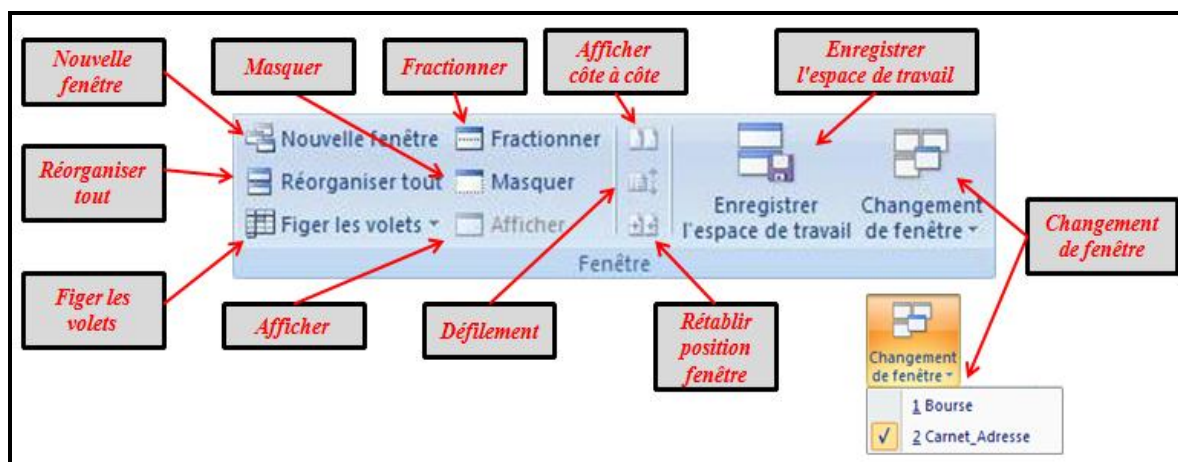 Nouvelle
fenêtre
Masquer
Fractionner
Afficher
côte à côte
Enregistrer
l'espace de travail
Réorganiser
tout
Nouvelle fenêtre
Fractionner
Réorganiser tout
Masquer
Figer les volets
Afficher
Enregistrer
l'espace de travail
Changement
de fenêtre
Fenêtre
Changement
de fenêtre
Figer les
volets
Afficher
Défilement
Rétablir
position
fenêtre
Changement
de fenêtre
1 Bourse
2 Carnet_Adresse